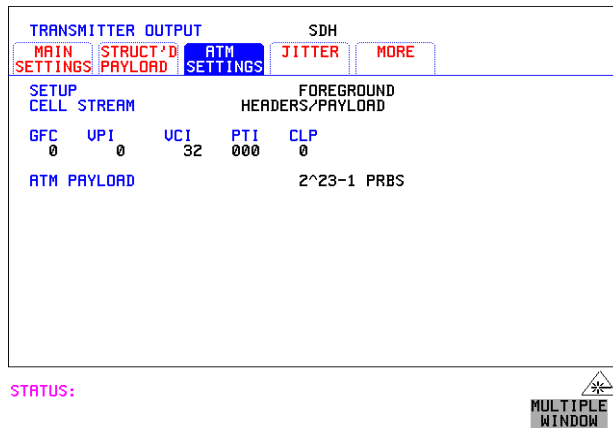 TRANSMITTER OUTPUT SDH
MAIN SETTINGS
STRUCT'D PAYLOAD
ATM SETTINGS
JITTER
MORE
SETUP FOREGROUND
CELL STREAM HEADERS/PAYLOAD
GFC VPI VCI PTI CLP
0 0 32 000 0
ATM PAYLOAD 2^23-1 PRBS
STATUS:
MULTIPLE
WINDOW